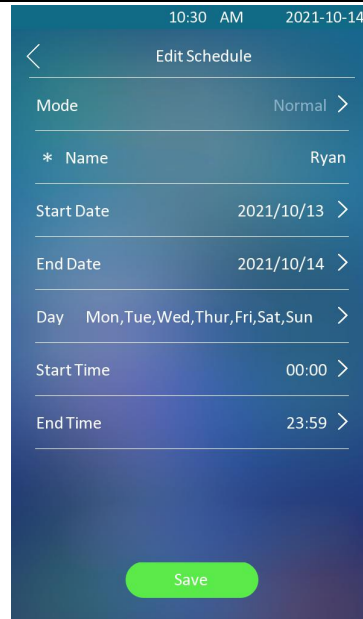 10:30 AM 2021-10-14
Edit Schedule
Mode Normal
* Name Ryan
Start Date 2021/10/13
End Date 2021/10/14
Day Mon,Tue,Wed,Thur,Fri,Sat,Sun
Start Time 00:00
End Time 23:59
Save